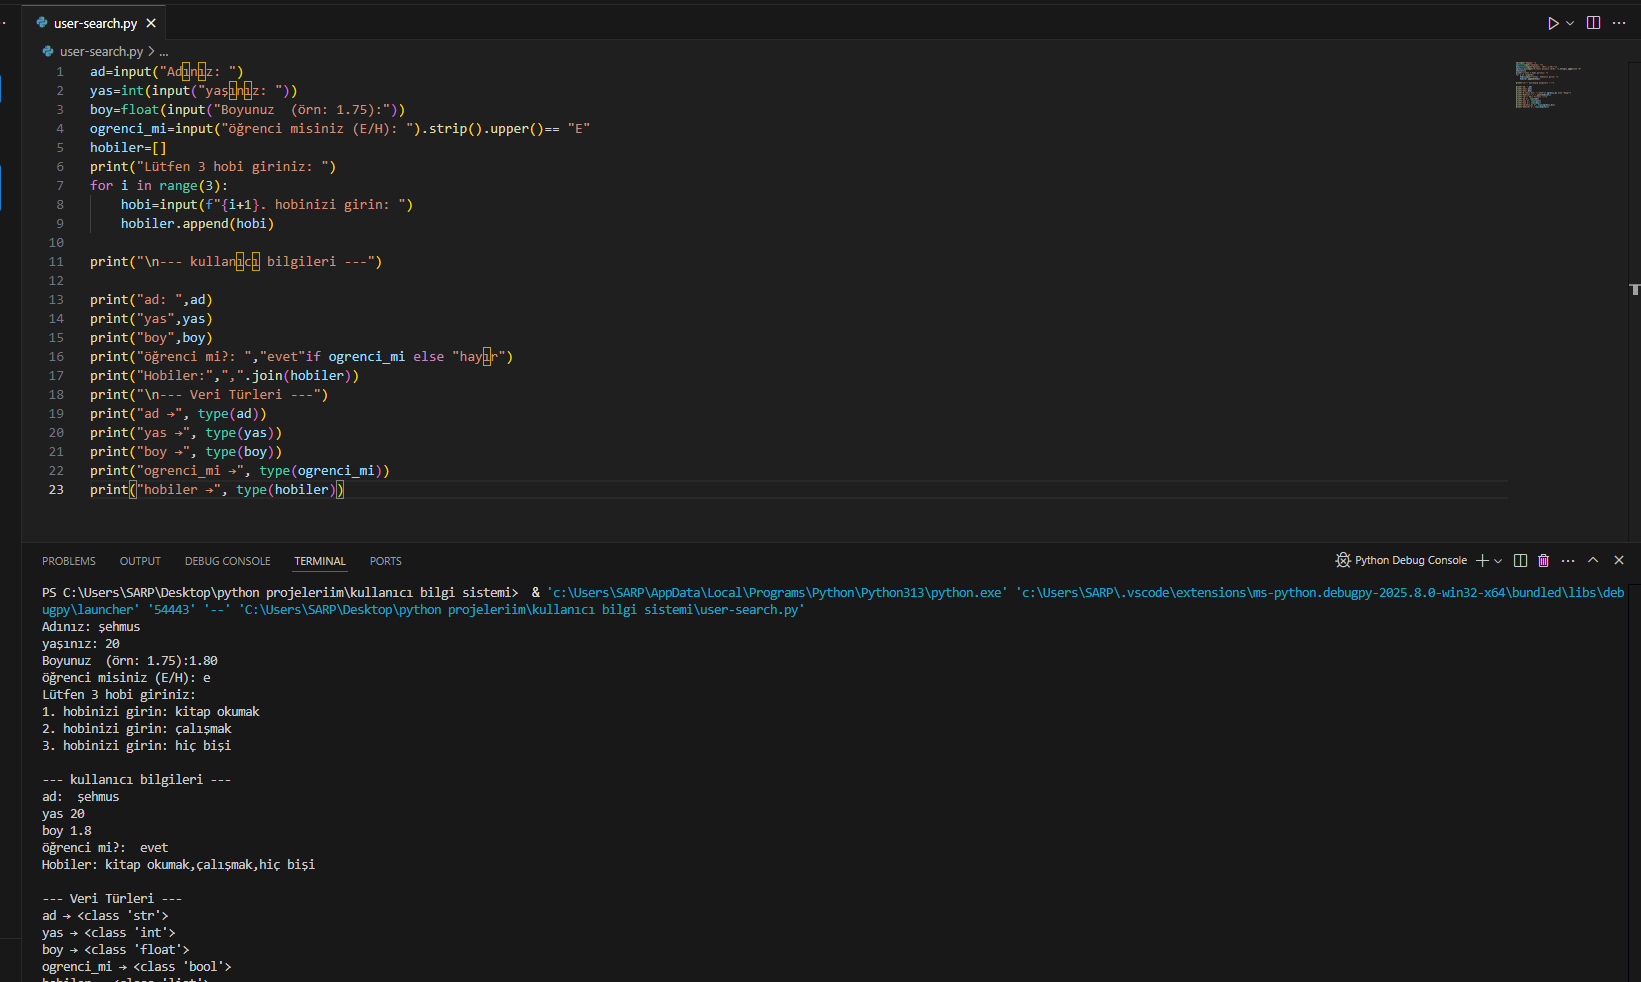 user-search.py
user-search.py > ...
1 ad=input("Adınız: ")
2 yas=int(input("yaşınız: "))
3 boy=float(input("Boyunuz  (örn: 1.75):"))
4 ogrenci_mi=input("öğrenci misiniz (E/H): ").strip().upper()== "E"
5 hobiler=[]
6 print("Lütfen 3 hobi giriniz: ")
7 for i in range(3):
8     hobi=input(f"{i+1}. hobinizi girin: ")
9     hobiler.append(hobi)
10
11 print("\n--- kullanıcı bilgileri ---")
12
13 print("ad: ",ad)
14 print("yas",yas)
15 print("boy",boy)
16 print("öğrenci mi?: ","evet"if ogrenci_mi else "hayır")
17 print("Hobiler:",",".join(hobiler))
18 print("\n--- Veri Türleri ---")
19 print("ad →", type(ad))
20 print("yas →", type(yas))
21 print("boy →", type(boy))
22 print("ogrenci_mi →", type(ogrenci_mi))
23 print("hobiler →", type(hobiler))
PROBLEMS OUTPUT DEBUG CONSOLE TERMINAL PORTS Python Debug Console
PS C:\Users\SARP\Desktop\python projeleriim\kullanıcı bilgi sistemi>  & 'c:\Users\SARP\AppData\Local\Programs\Python\Python313\python.exe' 'c:\Users\SARP\.vscode\extensions\ms-python.debugpy-2025.8.0-win32-x64\bundled\libs\deb
ugpy\launcher' '54443' '--' 'C:\Users\SARP\Desktop\python projeleriim\kullanıcı bilgi sistemi\user-search.py'
Adınız: şehmus
yaşınız: 20
Boyunuz  (örn: 1.75):1.80
öğrenci misiniz (E/H): e
Lütfen 3 hobi giriniz:
1. hobinizi girin: kitap okumak
2. hobinizi girin: çalışmak
3. hobinizi girin: hiç bişi
--- kullanıcı bilgileri ---
ad:  şehmus
yas 20
boy 1.8
öğrenci mi?:  evet
Hobiler: kitap okumak,çalışmak,hiç bişi
--- Veri Türleri ---
ad → <class 'str'>
yas → <class 'int'>
boy → <class 'float'>
ogrenci_mi → <class 'bool'>